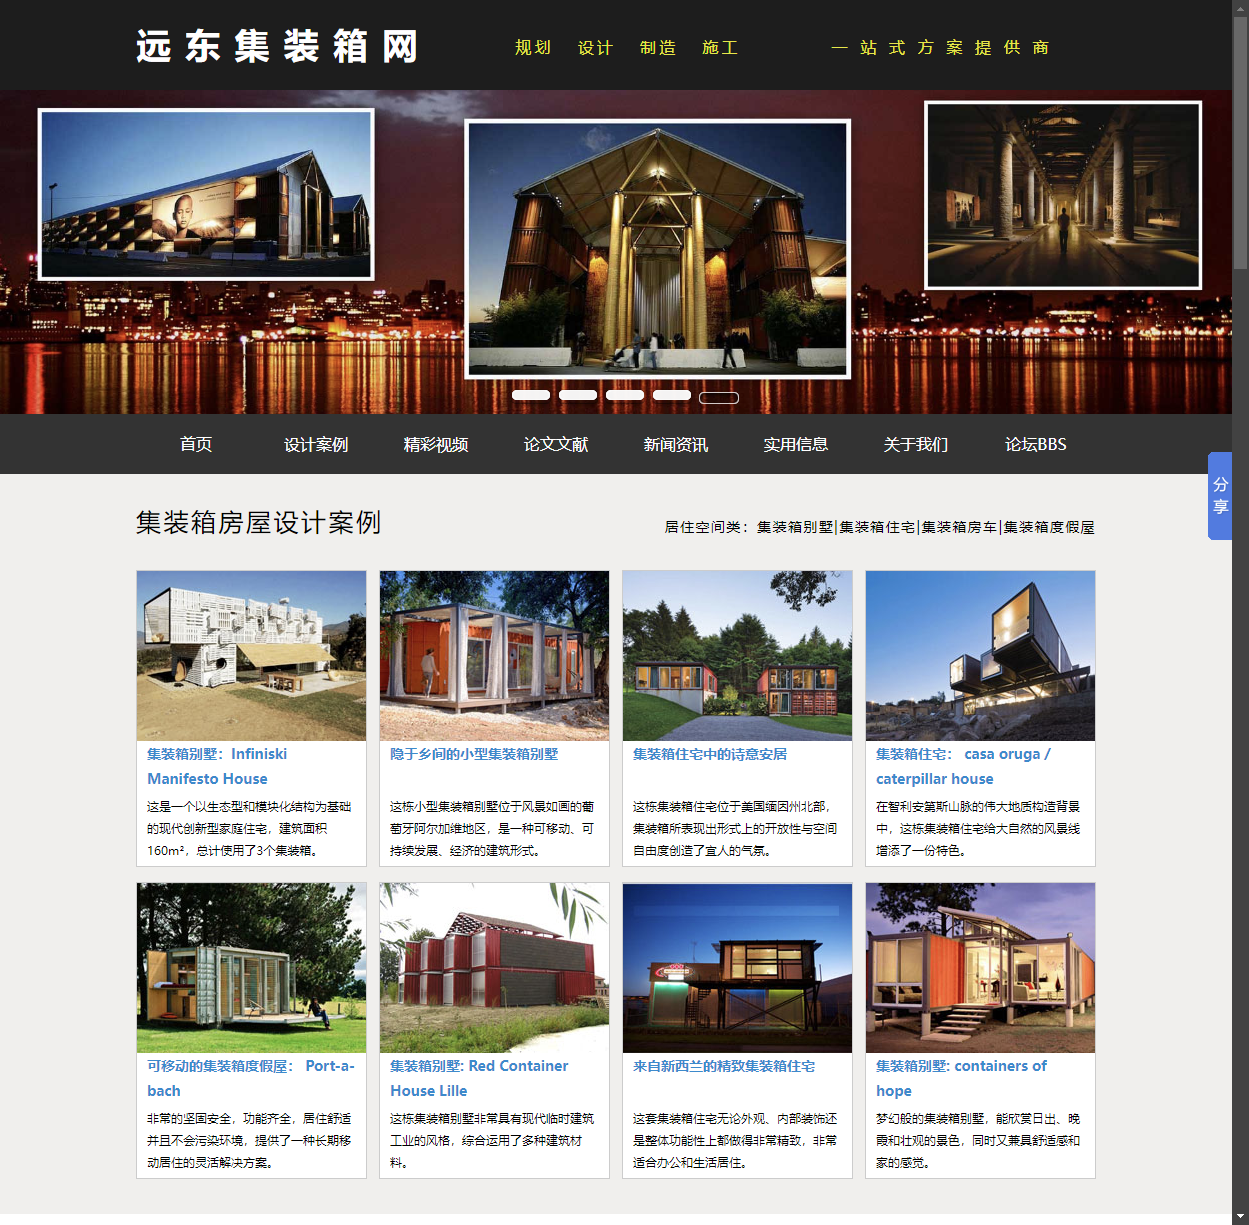 远东集装箱网
规划 设计 制造 施工 一站式方案提供商
首页 设计案例 精彩视频 论文文献 新闻资讯 实用信息 关于我们 论坛BBS
分享
集装箱房屋设计案例
居住空间类：集装箱别墅|集装箱住宅|集装箱房车|集装箱度假屋
集装箱别墅：Infiniski
Manifesto House
这是一个以生态型和模块化结构为基础
的现代创新型家庭住宅，建筑面积
160m²，总计使用了3个集装箱。
隐于乡间的小型集装箱别墅
这栋小型集装箱别墅位于风景如画的葡
萄牙阿尔加维地区，是一种可移动、可
持续发展、经济的建筑形式。
集装箱住宅中的诗意安居
这栋集装箱住宅位于美国缅因州北部，
集装箱所表现出形式上的开放性与空间
自由度创造了宜人的气氛。
集装箱住宅： casa oruga /
caterpillar house
在智利安第斯山脉的伟大地质构造背景
中，这栋集装箱住宅给大自然的风景线
增添了一份特色。
可移动的集装箱度假屋： Port-a-
bach
非常的坚固安全，功能齐全，居住舒适
并且不会污染环境，提供了一种长期移
动居住的灵活解决方案。
集装箱别墅: Red Container
House Lille
这栋集装箱别墅非常具有现代临时建筑
工业的风格，综合运用了多种建筑材
料。
来自新西兰的精致集装箱住宅
这套集装箱住宅无论外观、内部装饰还
是整体功能性上都做得非常精致，非常
适合办公和生活居住。
集装箱别墅: containers of
hope
梦幻般的集装箱别墅，能欣赏日出、晚
霞和壮观的景色，同时又兼具舒适感和
家的感觉。